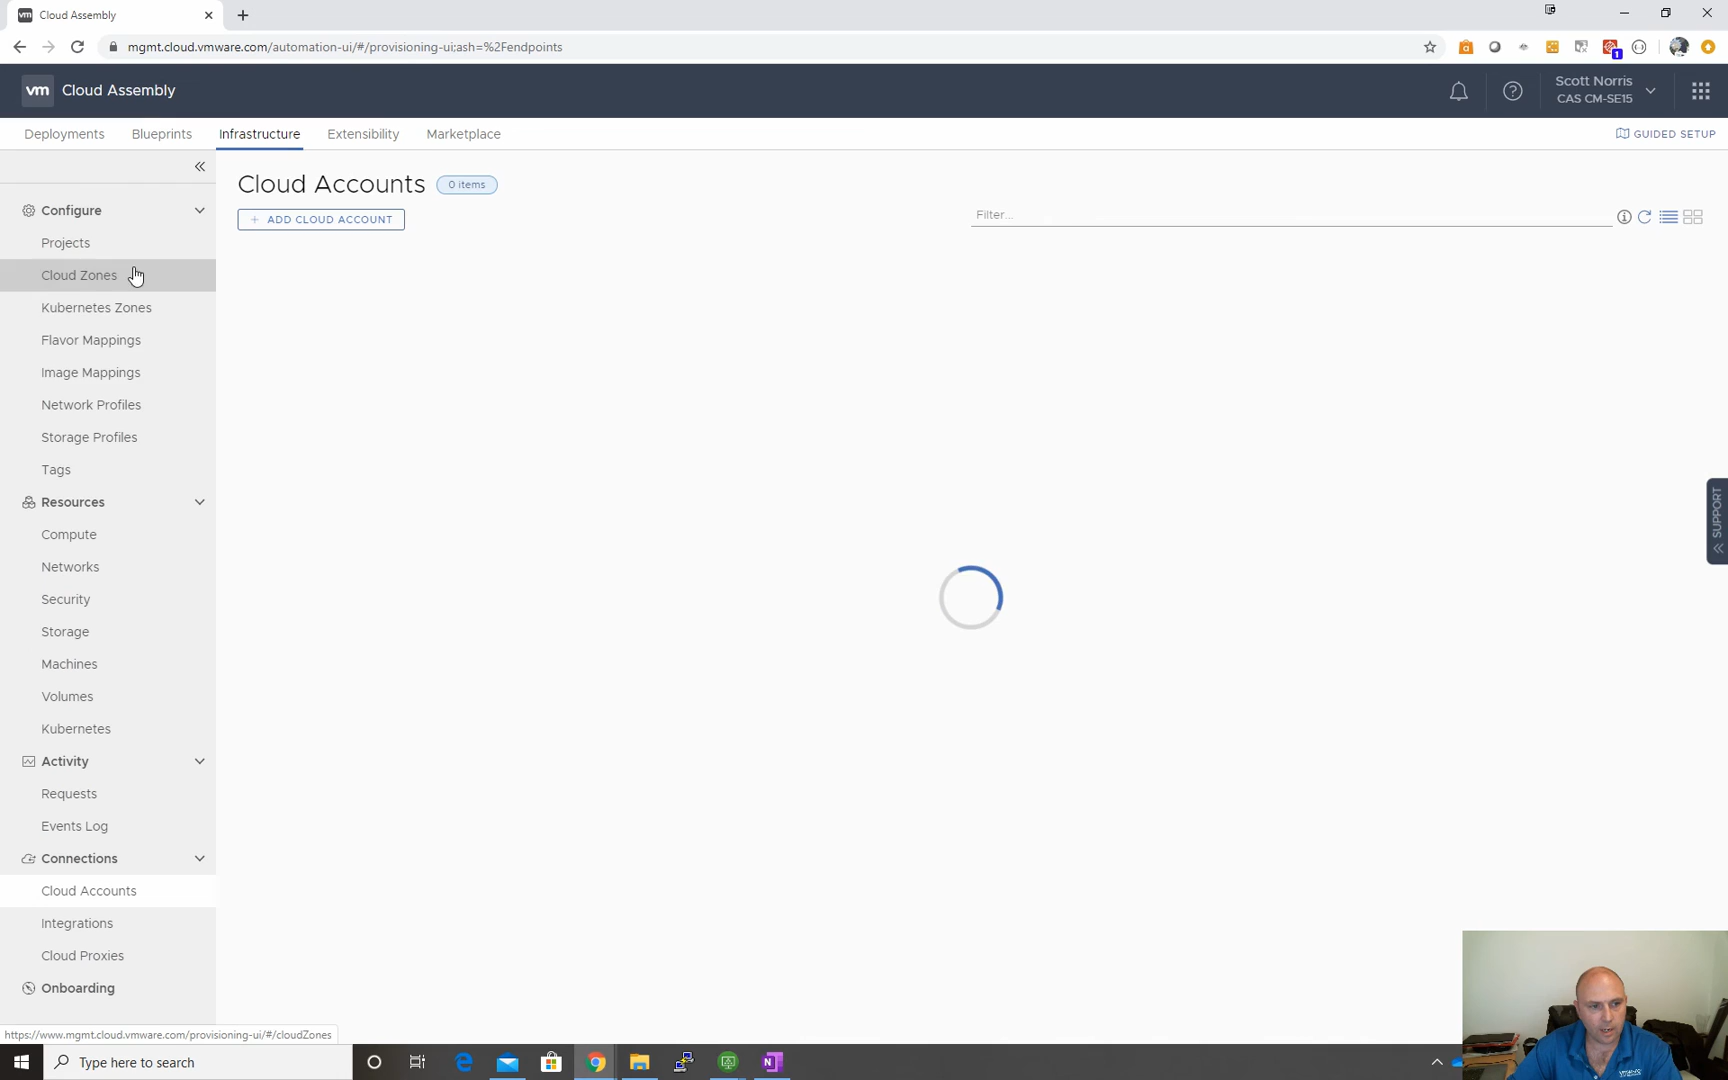 vm Cloud Assembly
mgmt.cloud.vmware.com/automation-ui/#/provisioning-ui;ash=%2Fendpoints
1
vm Cloud Assembly
Scott Norris
CAS CM-SE15
Deployments
Blueprints
Infrastructure
Extensibility
Marketplace
GUIDED SETUP
Cloud Accounts
0 items
+ ADD CLOUD ACCOUNT
Filter...
Configure
Projects
Cloud Zones
Kubernetes Zones
Flavor Mappings
Image Mappings
Network Profiles
Storage Profiles
Tags
Resources
Compute
Networks
Security
Storage
Machines
Volumes
Kubernetes
Activity
Requests
Events Log
Connections
Cloud Accounts
Integrations
Cloud Proxies
Onboarding
SUPPORT
https://www.mgmt.cloud.vmware.com/provisioning-ui/#/cloudZones
Type here to search